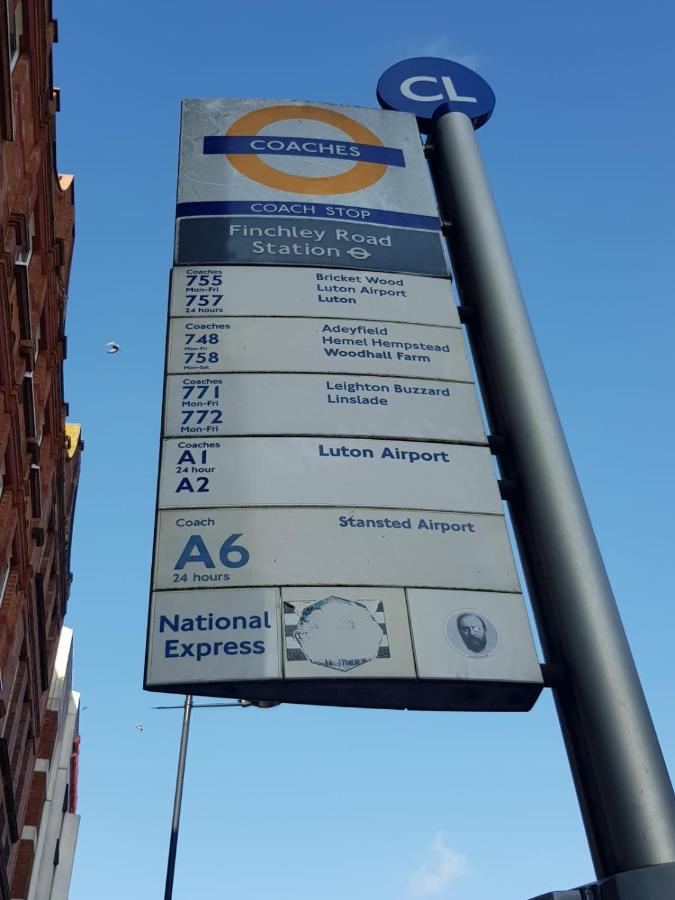 CL
COACHES
COACH STOP
Finchley Road
Station
Coaches
755
Mon-Fri
757
24 hours
Bricket Wood
Luton Airport
Luton
Coaches
748
Mon-Fri
758
Mon-Sat
Adeyfield
Hemel Hempstead
Woodhall Farm
Coaches
771
Mon-Fri
772
Mon-Fri
Leighton Buzzard
Linslade
Coaches
A1
24 hour
A2
Luton Airport
Coach
A6
24 hours
Stansted Airport
National
Express